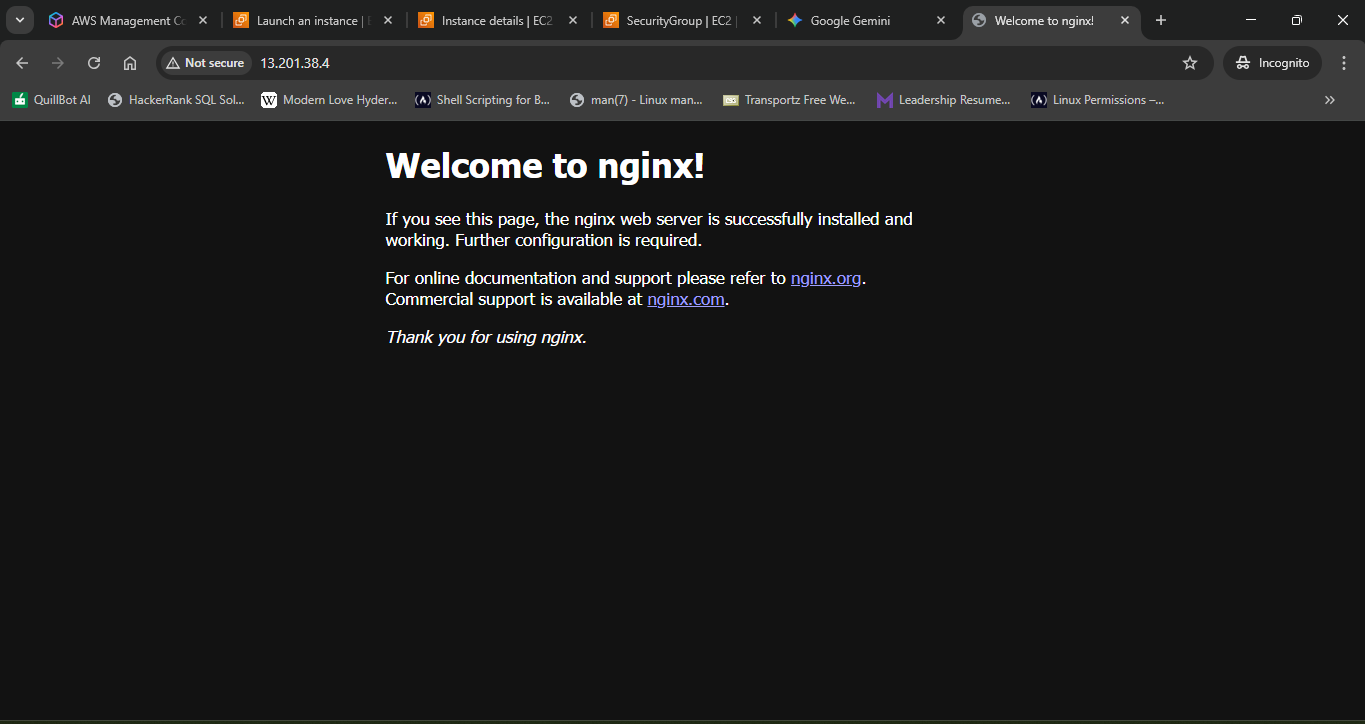 AWS Management Co
Launch an instance | E
Instance details | EC2
SecurityGroup | EC2 |
Google Gemini
Welcome to nginx!
Not secure
13.201.38.4
Incognito
QuillBot AI
HackerRank SQL Sol...
Modern Love Hyder...
Shell Scripting for B...
man(7) - Linux man...
Transportz Free We...
Leadership Resume...
Linux Permissions –...
Welcome to nginx!
If you see this page, the nginx web server is successfully installed and
working. Further configuration is required.
For online documentation and support please refer to nginx.org.
Commercial support is available at nginx.com.
Thank you for using nginx.